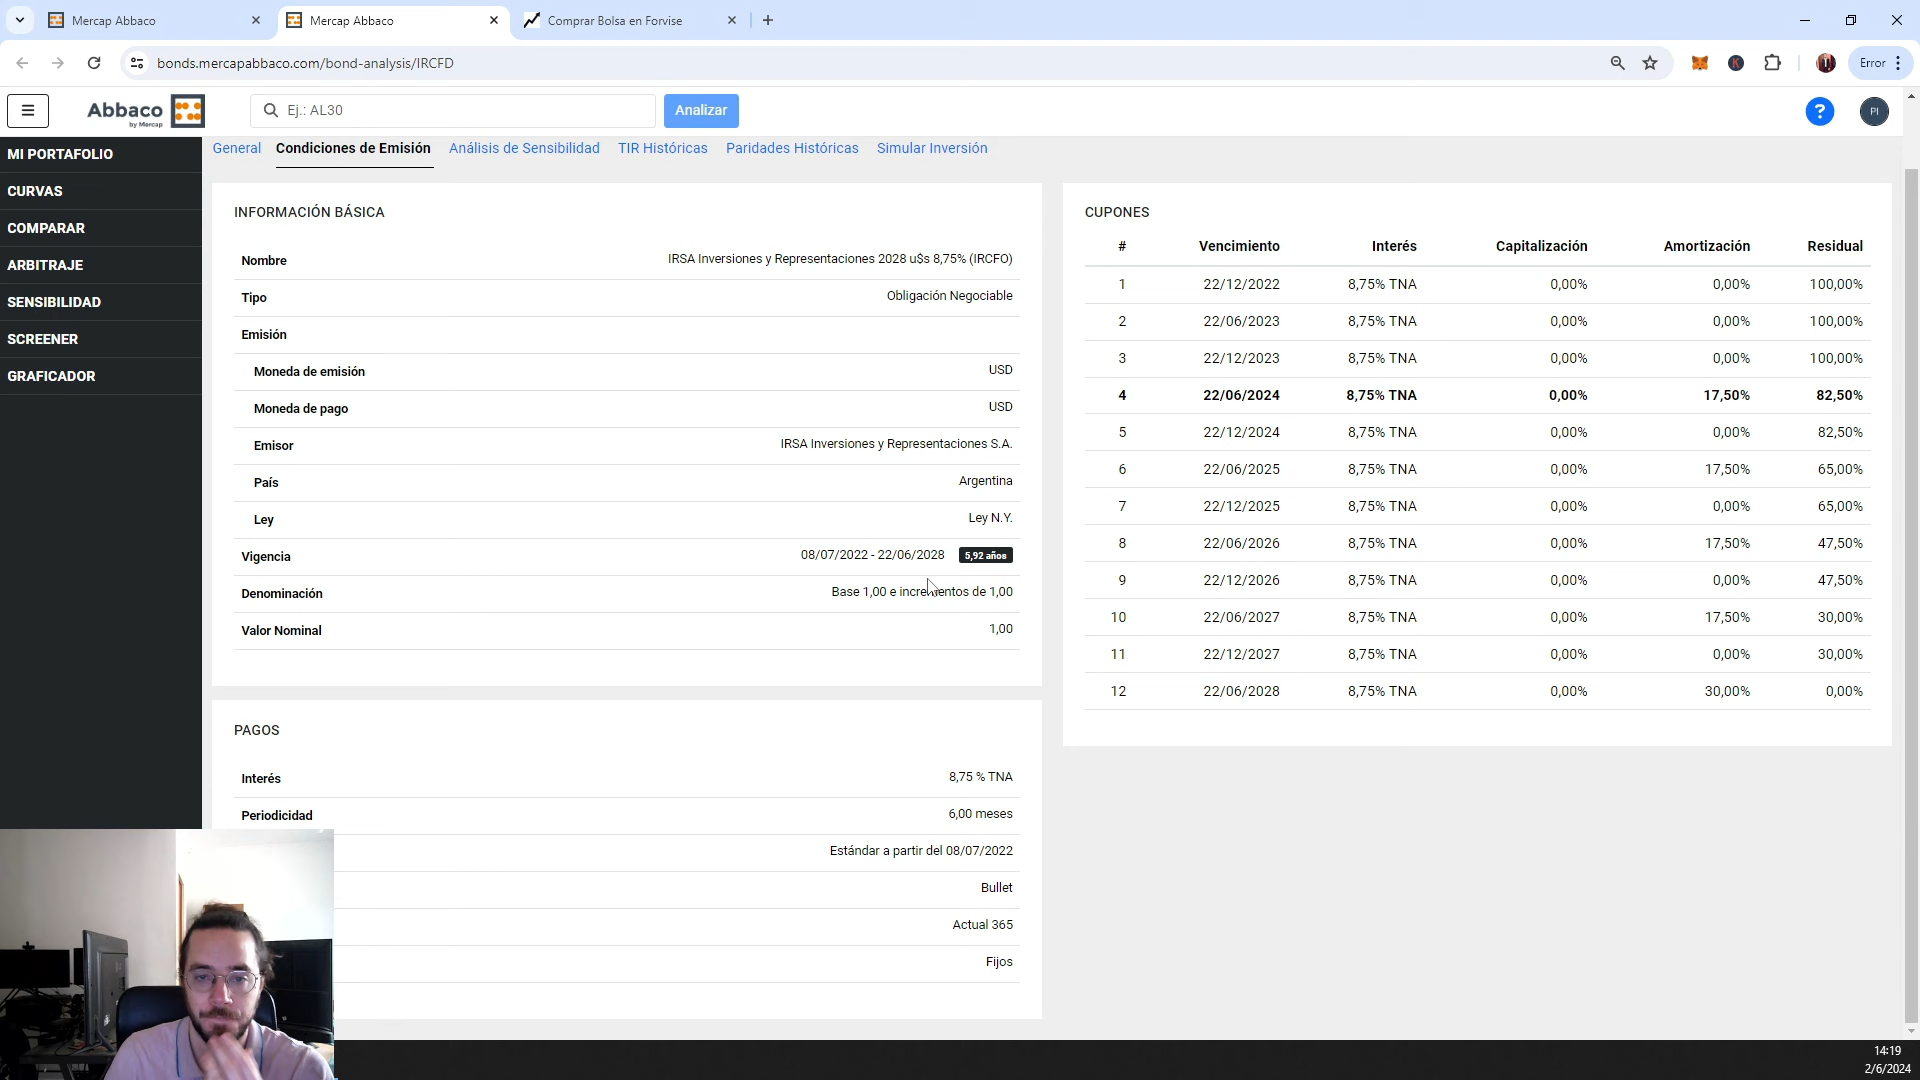 Mercap Abbaco
Mercap Abbaco
Comprar Bolsa en Forvise
bonds.mercapabbaco.com/bond-analysis/IRCFD
K
Error
Abbaco
by Mercap
Ej.: AL30
Analizar
?
PI
MI PORTAFOLIO
CURVAS
COMPARAR
ARBITRAJE
SENSIBILIDAD
SCREENER
GRAFICADOR
General Condiciones de Emisión Análisis de Sensibilidad TIR Históricas Paridades Históricas Simular Inversión
INFORMACIÓN BÁSICA
Nombre IRSA Inversiones y Representaciones 2028 u$s 8,75% (IRCFO)
Tipo Obligación Negociable
Emisión
Moneda de emisión USD
Moneda de pago USD
Emisor IRSA Inversiones y Representaciones S.A.
País Argentina
Ley Ley N.Y.
Vigencia 08/07/2022 - 22/06/2028 5,92 años
Denominación Base 1,00 e incrementos de 1,00
Valor Nominal 1,00
PAGOS
Interés 8,75 % TNA
Periodicidad 6,00 meses
Estándar a partir del 08/07/2022
Bullet
Actual 365
Fijos
CUPONES
# Vencimiento Interés Capitalización Amortización Residual
1 22/12/2022 8,75% TNA 0,00% 0,00% 100,00%
2 22/06/2023 8,75% TNA 0,00% 0,00% 100,00%
3 22/12/2023 8,75% TNA 0,00% 0,00% 100,00%
4 22/06/2024 8,75% TNA 0,00% 17,50% 82,50%
5 22/12/2024 8,75% TNA 0,00% 0,00% 82,50%
6 22/06/2025 8,75% TNA 0,00% 17,50% 65,00%
7 22/12/2025 8,75% TNA 0,00% 0,00% 65,00%
8 22/06/2026 8,75% TNA 0,00% 17,50% 47,50%
9 22/12/2026 8,75% TNA 0,00% 0,00% 47,50%
10 22/06/2027 8,75% TNA 0,00% 17,50% 30,00%
11 22/12/2027 8,75% TNA 0,00% 0,00% 30,00%
12 22/06/2028 8,75% TNA 0,00% 30,00% 0,00%
14:19
2/6/2024